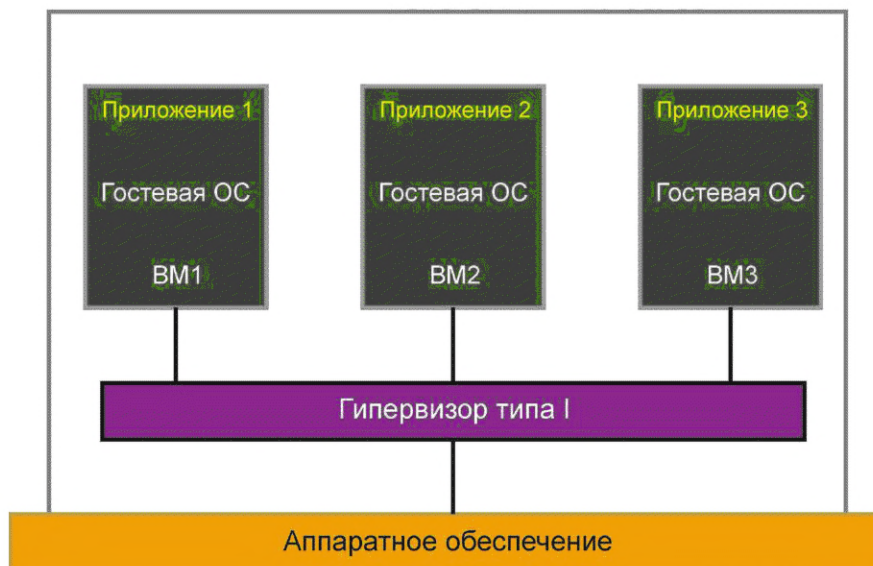 Приложение 1
Приложение 2
Приложение 3
Гостевая ОС
Гостевая ОС
Гостевая ОС
ВМ1
ВМ2
ВМ3
Гипервизор типа I
Аппаратное обеспечение